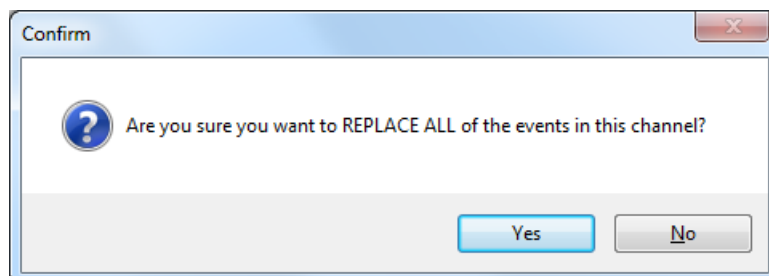 Confirm
Are you sure you want to REPLACE ALL of the events in this channel?
Yes
No